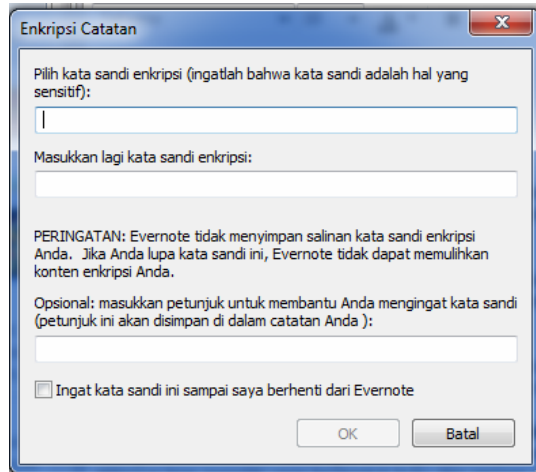 Enkripsi Catatan
Pilih kata sandi enkripsi (ingatlah bahwa kata sandi adalah hal yang
sensitif):
Masukkan lagi kata sandi enkripsi:
PERINGATAN: Evernote tidak menyimpan salinan kata sandi enkripsi
Anda. Jika Anda lupa kata sandi ini, Evernote tidak dapat memulihkan
konten enkripsi Anda.
Opsional: masukkan petunjuk untuk membantu Anda mengingat kata sandi
(petunjuk ini akan disimpan di dalam catatan Anda ):
Ingat kata sandi ini sampai saya berhenti dari Evernote
OK Batal